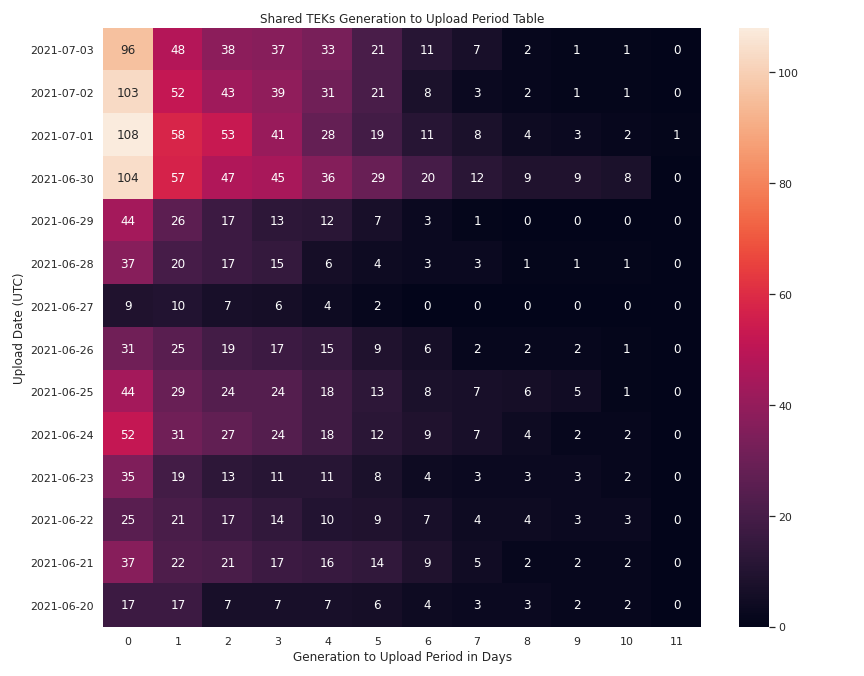 Shared TEKs Generation to Upload Period Table
2021-07-03 96 48 38 37 33 21 11 7 2 1 1 0
2021-07-02 103 52 43 39 31 21 8 3 2 1 1 0
2021-07-01 108 58 53 41 28 19 11 8 4 3 2 1
2021-06-30 104 57 47 45 36 29 20 12 9 9 8 0
2021-06-29 44 26 17 13 12 7 3 1 0 0 0 0
2021-06-28 37 20 17 15 6 4 3 3 1 1 1 0
2021-06-27 9 10 7 6 4 2 0 0 0 0 0 0
2021-06-26 31 25 19 17 15 9 6 2 2 2 1 0
2021-06-25 44 29 24 24 18 13 8 7 6 5 1 0
2021-06-24 52 31 27 24 18 12 9 7 4 2 2 0
2021-06-23 35 19 13 11 11 8 4 3 3 3 2 0
2021-06-22 25 21 17 14 10 9 7 4 4 3 3 0
2021-06-21 37 22 21 17 16 14 9 5 2 2 2 0
2021-06-20 17 17 7 7 7 6 4 3 3 2 2 0
0 1 2 3 4 5 6 7 8 9 10 11
Generation to Upload Period in Days
Upload Date (UTC)
100
80
60
40
20
0